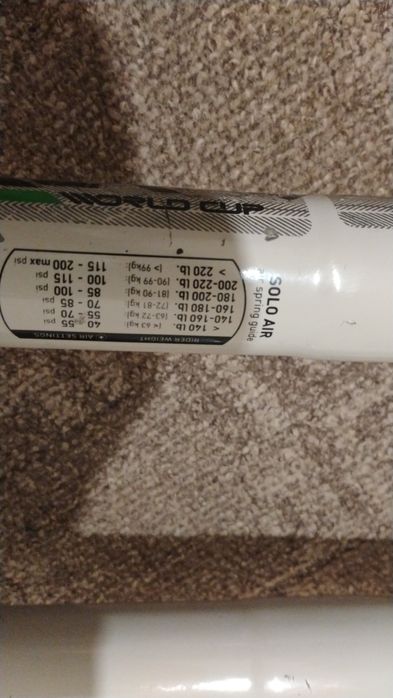 WORLD CUP
SOLO AIR
spring guide
RIDER WEIGHT: + AIR SETTINGS
< 140 lb. (< 63 kg): 40 - 55 psi
140-160 lb. (63-72 kg): 55 - 70 psi
160-180 lb. (72-81 kg): 70 - 85 psi
180-200 lb. (81-90 kg): 85 - 100 psi
200-220 lb. (90-99 kg): 100 - 115 psi
> 220 lb. (> 99kg): 115 - 200 max psi